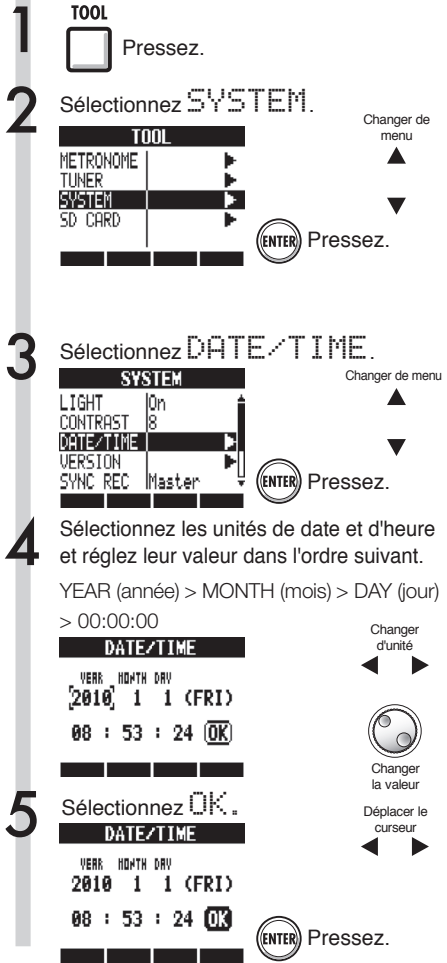 1
TOOL
Pressez.
2
Sélectionnez SYSTEM.
TOOL
METRONOME
TUNER
SYSTEM
SD CARD
Changer de
menu
ENTER Pressez.
3
Sélectionnez DATE/TIME.
SYSTEM
LIGHT On
CONTRAST 8
DATE/TIME
VERSION
SYNC REC Master
Changer de menu
ENTER Pressez.
4
Sélectionnez les unités de date et d'heure
et réglez leur valeur dans l'ordre suivant.
YEAR (année) > MONTH (mois) > DAY (jour)
> 00:00:00
DATE/TIME
YEAR MONTH DAY
[2010] 1 1 (FRI)
08 : 53 : 24 OK
Changer
d'unité
Changer
la valeur
5
Sélectionnez OK.
DATE/TIME
YEAR MONTH DAY
2010 1 1 (FRI)
08 : 53 : 24 OK
Déplacer le
curseur
ENTER Pressez.